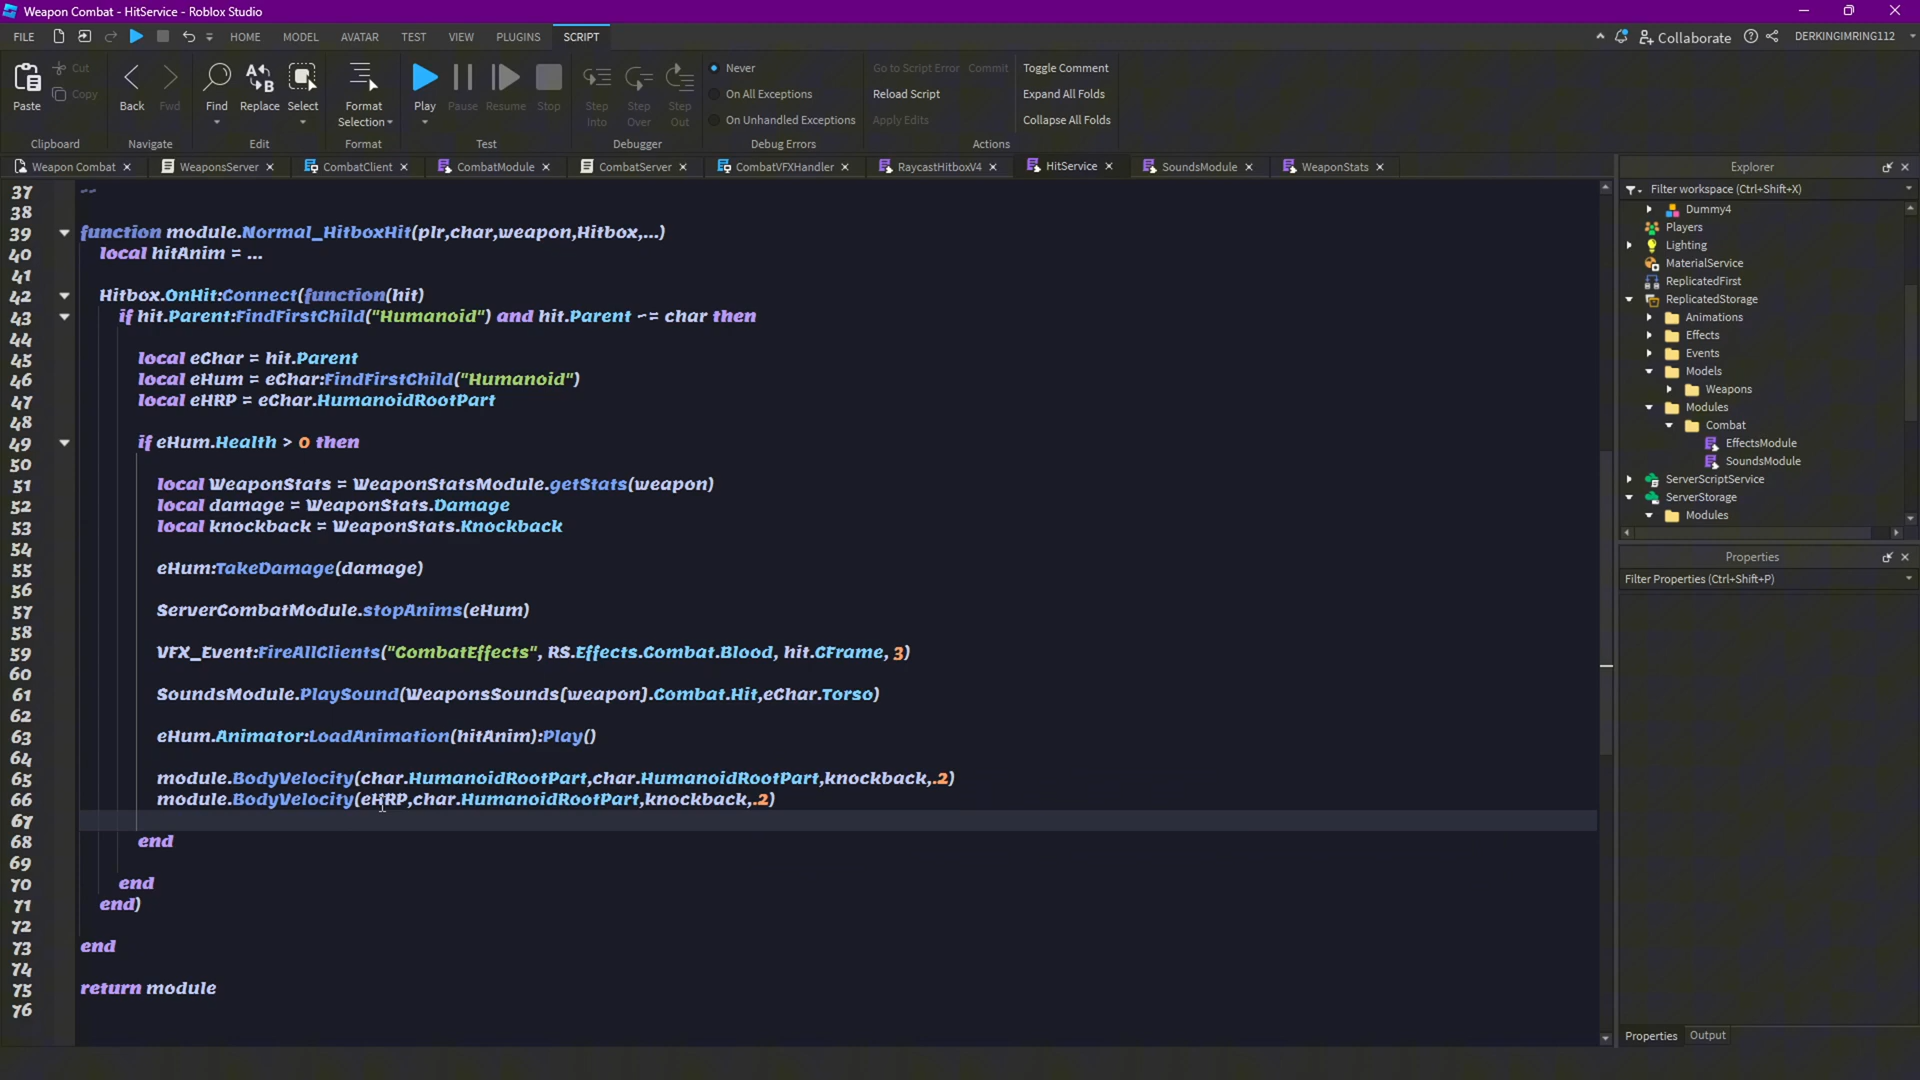 Weapon Combat - HitService - Roblox Studio
FILE HOME MODEL AVATAR TEST VIEW PLUGINS SCRIPT
Collaborate DERKINGIMRING112
Paste Cut Copy Back Fwd Find Replace Select Format Selection Play Pause Resume Stop Step Into Step Over Step Out
Never
On All Exceptions
On Unhandled Exceptions
Go to Script Error Commit
Reload Script
Apply Edits
Toggle Comment
Expand All Folds
Collapse All Folds
Clipboard Navigate Edit Format Test Debugger Debug Errors Actions
Weapon Combat WeaponsServer CombatClient CombatModule CombatServer CombatVFXHandler RaycastHitboxV4 HitService SoundsModule WeaponStats
37 --
38
39 function module.Normal_HitboxHit(plr,char,weapon,Hitbox,...)
40 local hitAnim = ...
41
42 Hitbox.OnHit:Connect(function(hit)
43 if hit.Parent:FindFirstChild("Humanoid") and hit.Parent ~= char then
44
45 local eChar = hit.Parent
46 local eHum = eChar:FindFirstChild("Humanoid")
47 local eHRP = eChar.HumanoidRootPart
48
49 if eHum.Health > 0 then
50
51 local WeaponStats = WeaponStatsModule.getStats(weapon)
52 local damage = WeaponStats.Damage
53 local knockback = WeaponStats.Knockback
54
55 eHum:TakeDamage(damage)
56
57 ServerCombatModule.stopAnims(eHum)
58
59 VFX_Event:FireAllClients("CombatEffects", RS.Effects.Combat.Blood, hit.CFrame, 3)
60
61 SoundsModule.PlaySound(WeaponsSounds[weapon].Combat.Hit,eChar.Torso)
62
63 eHum.Animator:LoadAnimation(hitAnim):Play()
64
65 module.BodyVelocity(char.HumanoidRootPart,char.HumanoidRootPart,knockback,.2)
66 module.BodyVelocity(eHRP,char.HumanoidRootPart,knockback,.2)
67
68 end
69
70 end
71 end)
72
73 end
74
75 return module
76
Explorer
Filter workspace (Ctrl+Shift+X)
Dummy4
Players
Lighting
MaterialService
ReplicatedFirst
ReplicatedStorage
Animations
Effects
Events
Models
Weapons
Modules
Combat
EffectsModule
SoundsModule
ServerScriptService
ServerStorage
Modules
Properties
Filter Properties (Ctrl+Shift+P)
Properties Output